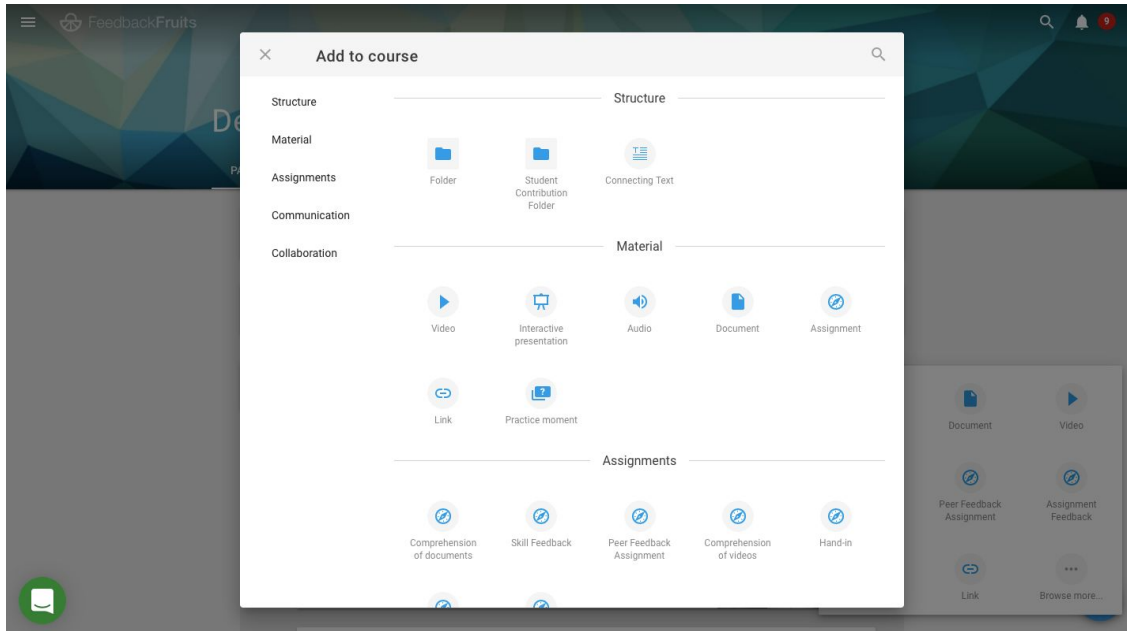 FeedbackFruits
9
De
PA
Add to course
Structure
Material
Assignments
Communication
Collaboration
Structure
Folder
Student
Contribution
Folder
Connecting Text
Material
Video
Interactive
presentation
Audio
Document
Assignment
Link
Practice moment
Assignments
Comprehension
of documents
Skill Feedback
Peer Feedback
Assignment
Comprehension
of videos
Hand-in
Document
Video
Peer Feedback
Assignment
Assignment
Feedback
Link
Browse more...